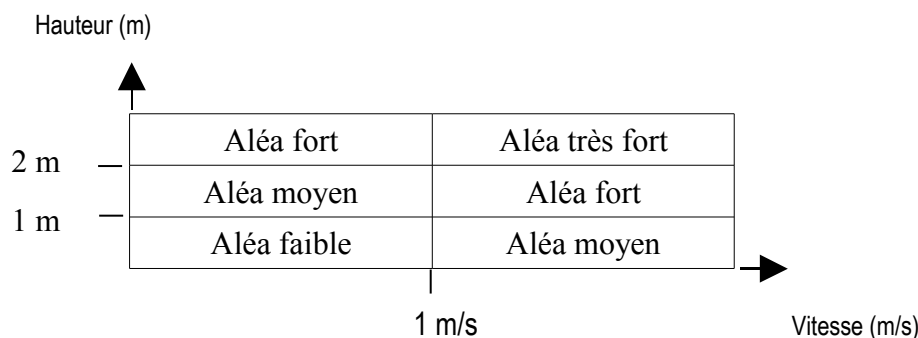 Hauteur (m)
Aléa fort Aléa très fort
2 m
Aléa moyen Aléa fort
1 m
Aléa faible Aléa moyen
1 m/s
Vitesse (m/s)